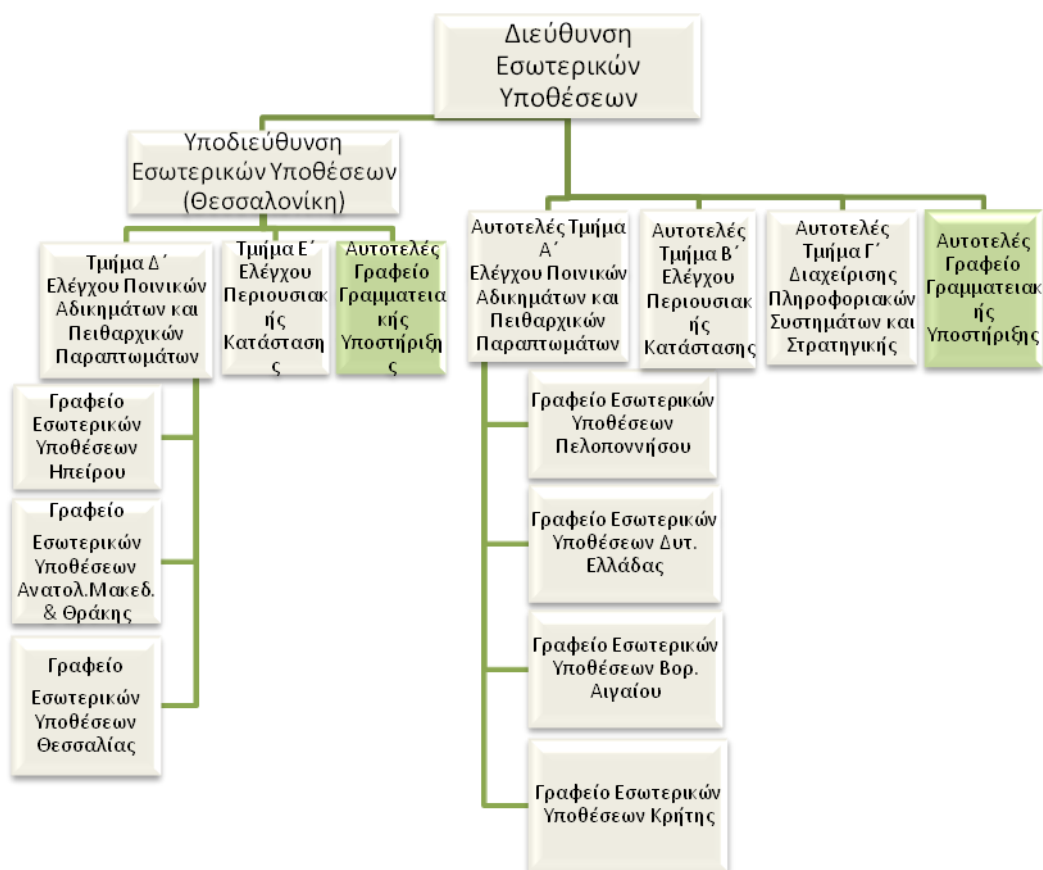 Διεύθυνση
Εσωτερικών
Υποθέσεων
Υποδιεύθυνση
Εσωτερικών Υποθέσεων
(Θεσσαλονίκη)
Τμήμα Δ΄
Ελέγχου Ποινικών
Αδικημάτων και
Πειθαρχικών
Παραπτωμάτων
Τμήμα Ε΄
Ελέγχου
Περιουσιακ
ής
Κατάσταση
ς
Αυτοτελές
Γραφείο
Γραμματεια
κής
Υποστήριξη
ς
Αυτοτελές Τμήμα
Α΄
Ελέγχου Ποινικών
Αδικημάτων και
Πειθαρχικών
Παραπτωμάτων
Αυτοτελές
Τμήμα Β΄
Ελέγχου
Περιουσιακ
ής
Κατάστασης
Αυτοτελές
Τμήμα Γ΄
Διαχείρισης
Πληροφοριακών
Συστημάτων και
Στρατηγικής
Αυτοτελές
Γραφείο
Γραμματειακ
ής
Υποστήριξης
Γραφείο
Εσωτερικών
Υποθέσεων
Ηπείρου
Γραφείο
Εσωτερικών
Υποθέσεων
Ανατολ.Μακεδ.
& Θράκης
Γραφείο
Εσωτερικών
Υποθέσεων
Θεσσαλίας
Γραφείο Εσωτερικών
Υποθέσεων
Πελοποννήσου
Γραφείο Εσωτερικών
Υποθέσεων Δυτ.
Ελλάδας
Γραφείο Εσωτερικών
Υποθέσεων Βορ.
Αιγαίου
Γραφείο Εσωτερικών
Υποθέσεων Κρήτης